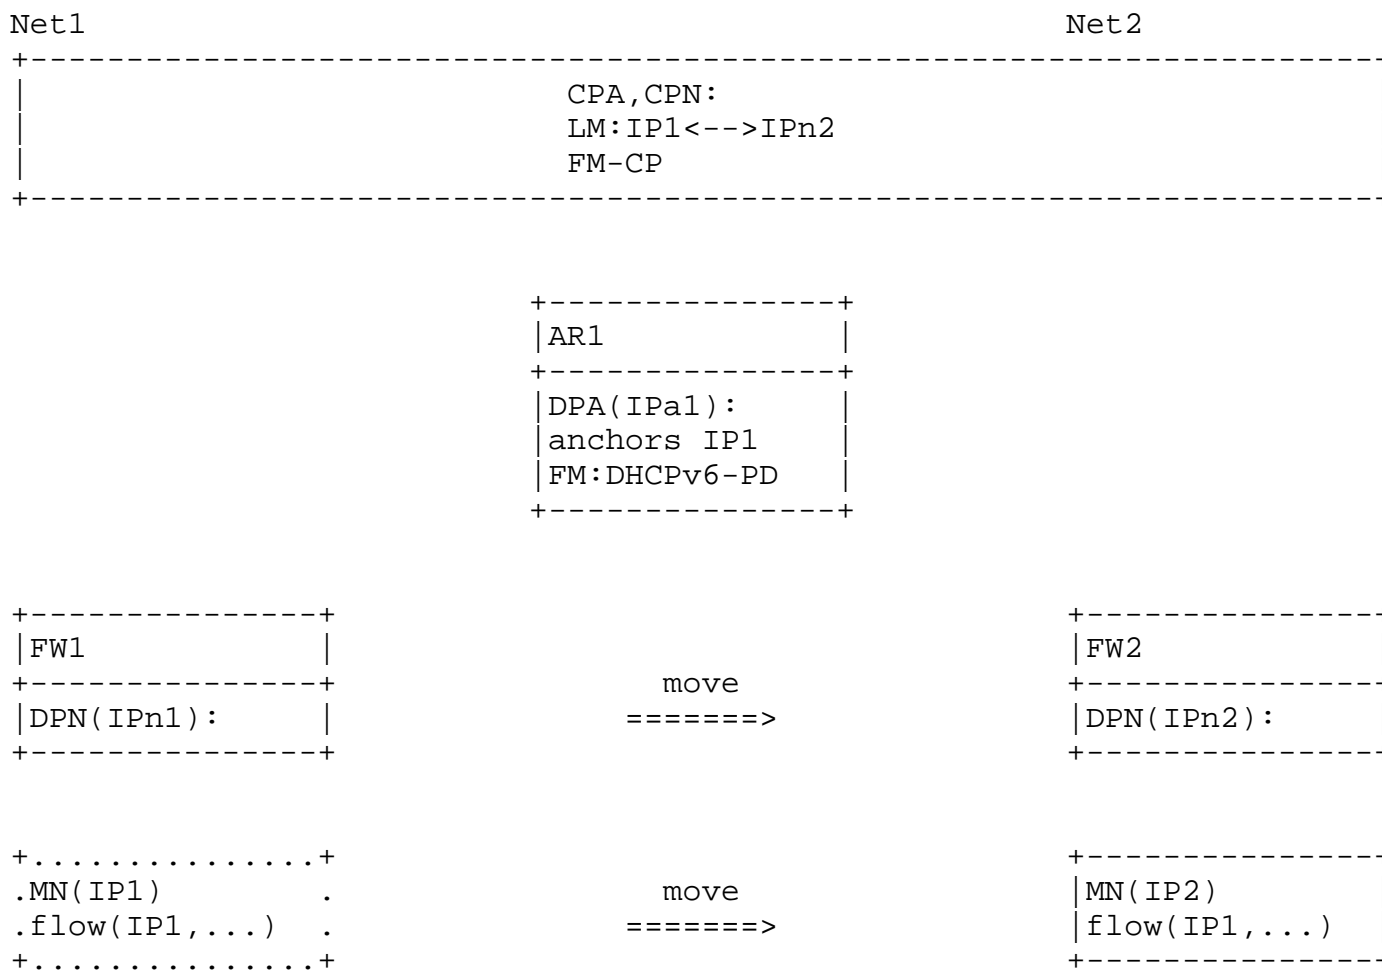 Net1 Net2
CPA,CPN:
LM:IP1<-->IPn2
FM-CP
AR1
DPA(IPa1):
anchors IP1
FM:DHCPv6-PD
FW1 FW2
move
DPN(IPn1): =======> DPN(IPn2):
.MN(IP1) . move MN(IP2)
.flow(IP1,...) . =======> flow(IP1,...)